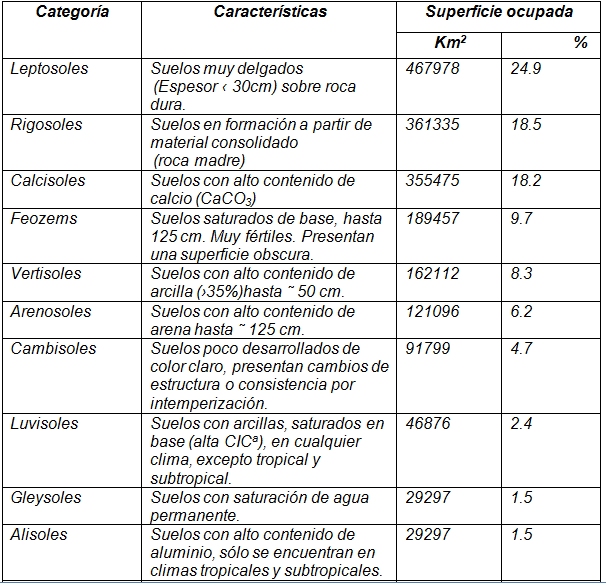 Categoría Características Superficie ocupada
Km2 %
Leptosoles Suelos muy delgados 467978 24.9
(Espesor ‹ 30cm) sobre roca
dura.
Rigosoles Suelos en formación a partir de 361335 18.5
material consolidado
(roca madre)
Calcisoles Suelos con alto contenido de 355475 18.2
calcio (CaCO3)
Feozems Suelos saturados de base, hasta 189457 9.7
125 cm. Muy fértiles. Presentan
una superficie obscura.
Vertisoles Suelos con alto contenido de 162112 8.3
arcilla (›35%)hasta ~ 50 cm.
Arenosoles Suelos con alto contenido de 121096 6.2
arena hasta ~ 125 cm.
Cambisoles Suelos poco desarrollados de 91799 4.7
color claro, presentan cambios de
estructura o consistencia por
intemperización.
Luvisoles Suelos con arcillas, saturados en 46876 2.4
base (alta CICa), en cualquier
clima, excepto tropical y
subtropical.
Gleysoles Suelos con saturación de agua 29297 1.5
permanente.
Alisoles Suelos con alto contenido de 29297 1.5
aluminio, sólo se encuentran en
climas tropicales y subtropicales.